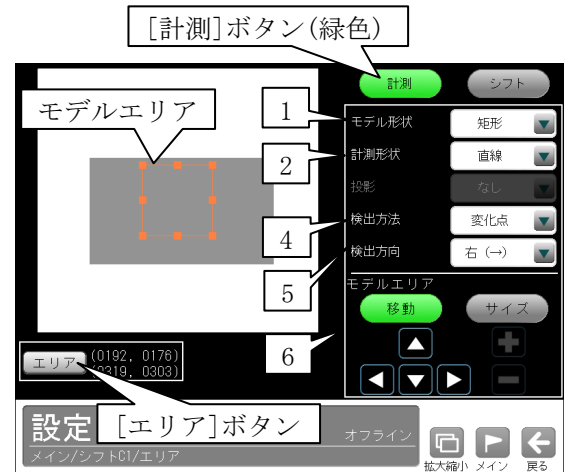 [計測]ボタン(緑色)
計測
シフト
モデルエリア
1
モデル形状
矩形
2
計測形状
直線
投影
なし
4
検出方法
変化点
5
検出方向
右 (→)
モデルエリア
移動
サイズ
6
エリア
(0192, 0176)
(0319, 0303)
[エリア]ボタン
設定
オフライン
メイン/シフト01/エリア
拡大縮小
メイン
戻る